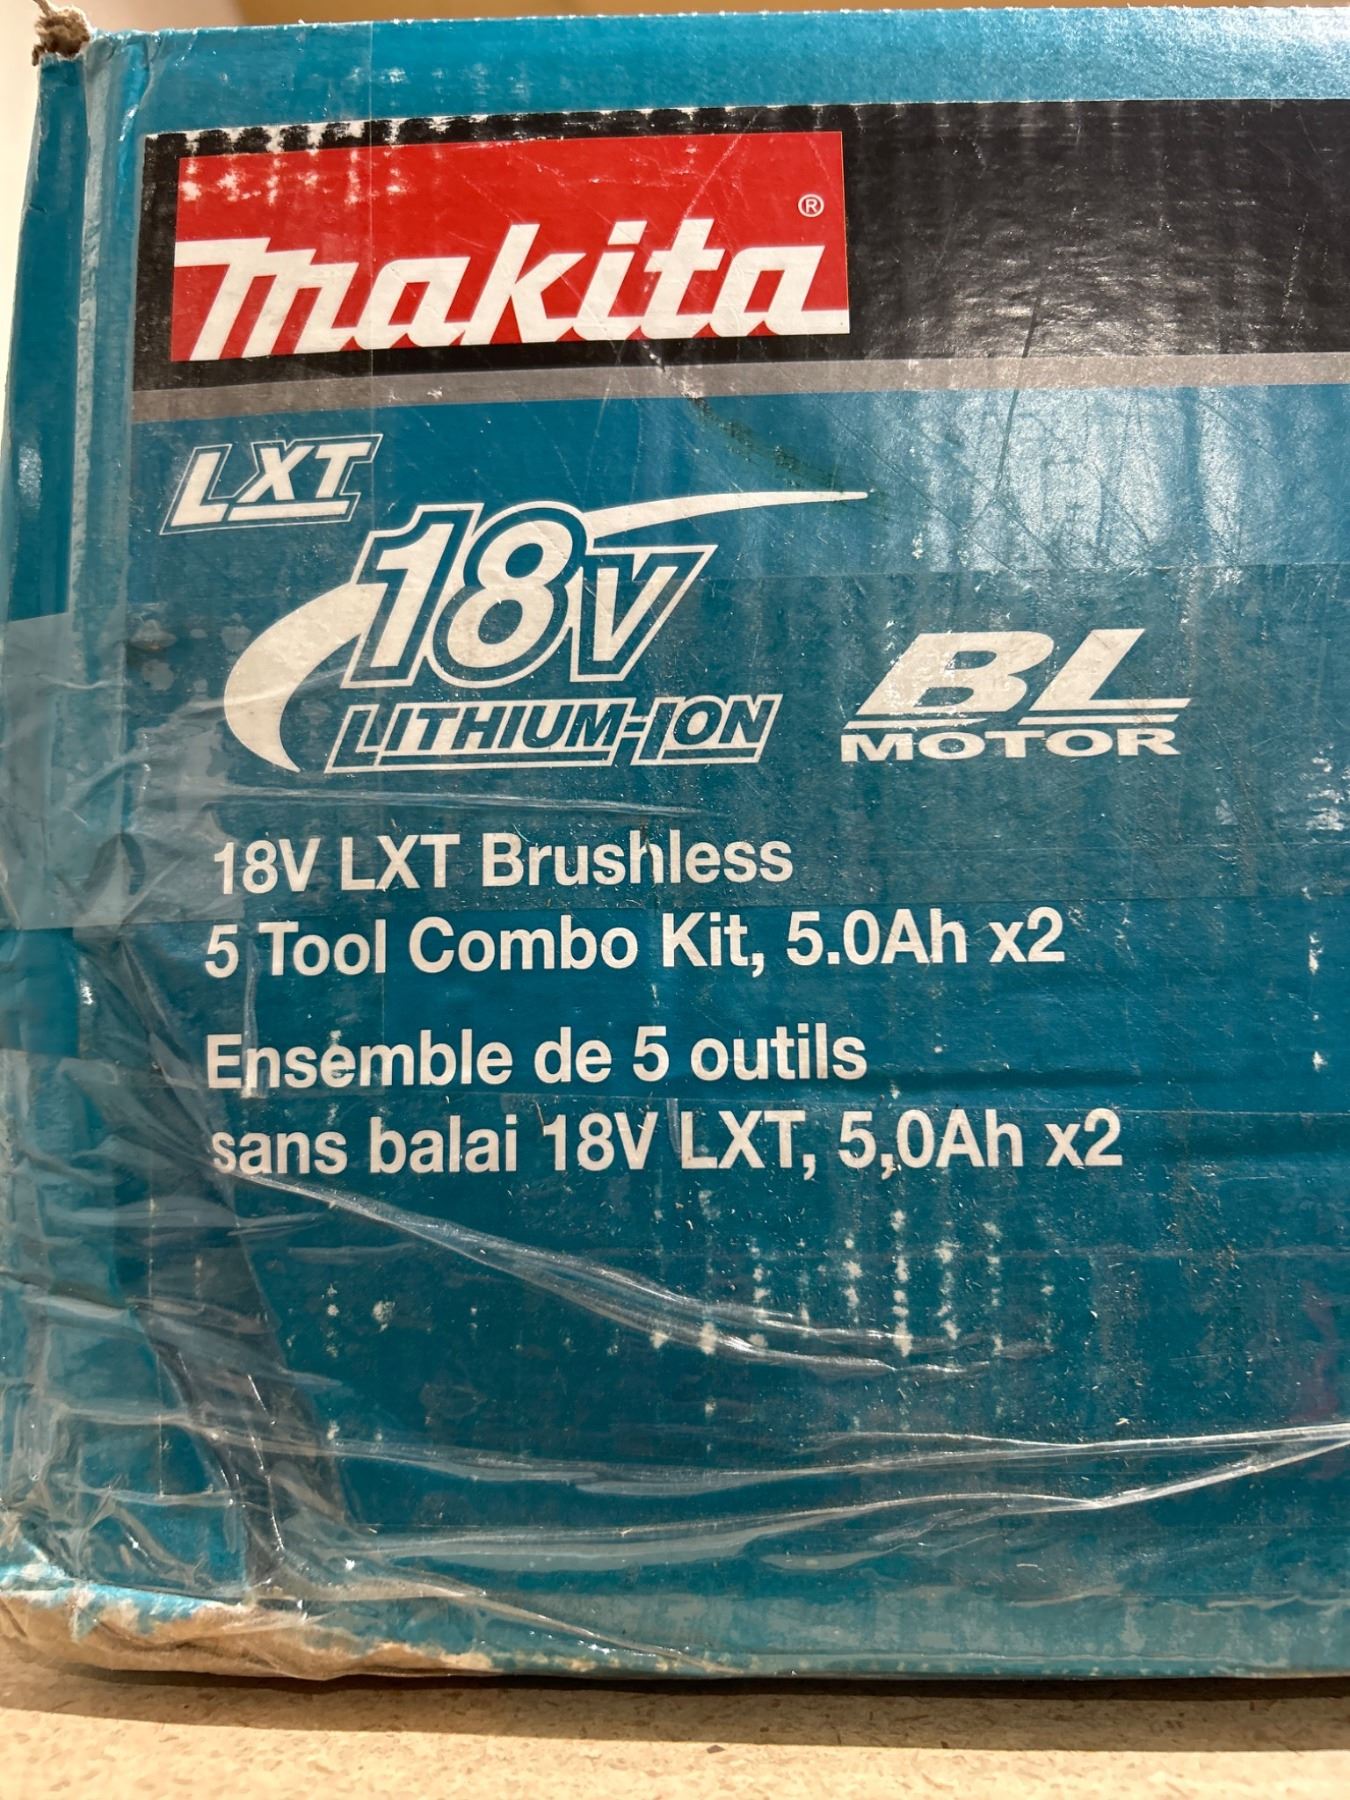 makita®
LXT
18V
LITHIUM-ION
BL
MOTOR
18V LXT Brushless
5 Tool Combo Kit, 5.0Ah x2
Ensemble de 5 outils
sans balai 18V LXT, 5,0Ah x2